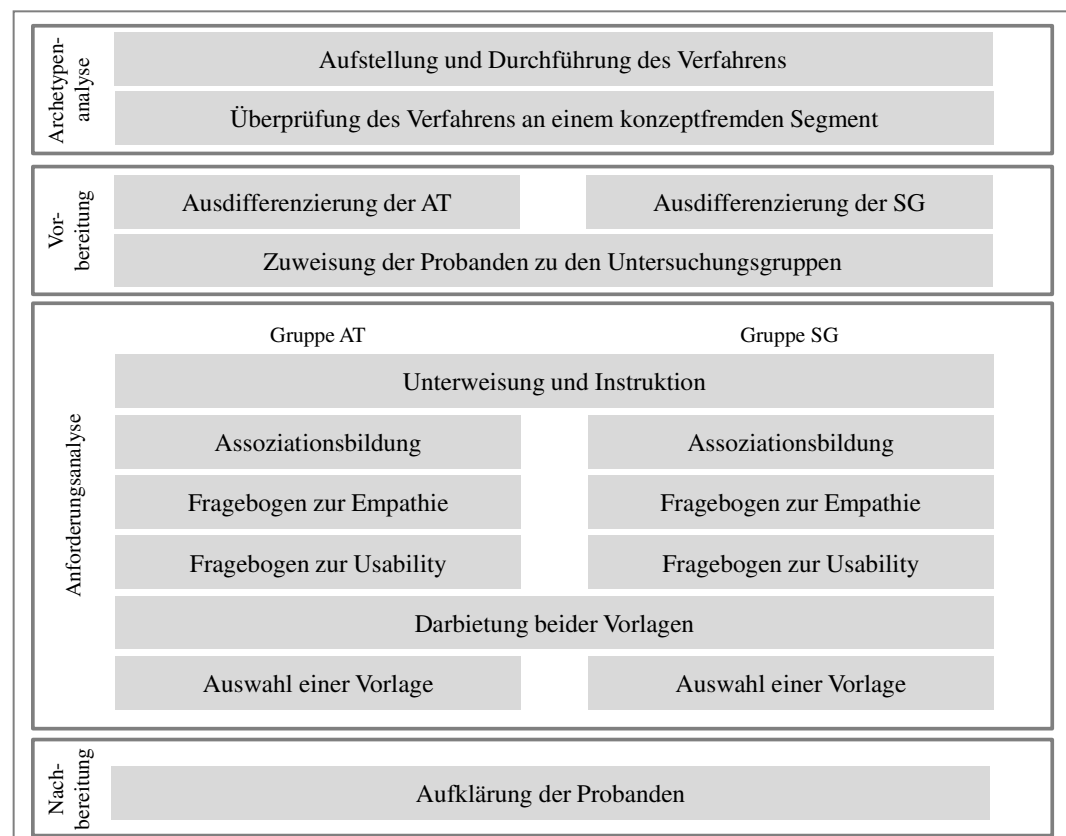 Archetypen-
analyse
Aufstellung und Durchführung des Verfahrens
Überprüfung des Verfahrens an einem konzeptfremden Segment
Vor-
bereitung
Ausdifferenzierung der AT
Ausdifferenzierung der SG
Zuweisung der Probanden zu den Untersuchungsgruppen
Anforderungsanalyse
Gruppe AT
Gruppe SG
Unterweisung und Instruktion
Assoziationsbildung
Assoziationsbildung
Fragebogen zur Empathie
Fragebogen zur Empathie
Fragebogen zur Usability
Fragebogen zur Usability
Darbietung beider Vorlagen
Auswahl einer Vorlage
Auswahl einer Vorlage
Nach-
bereitung
Aufklärung der Probanden